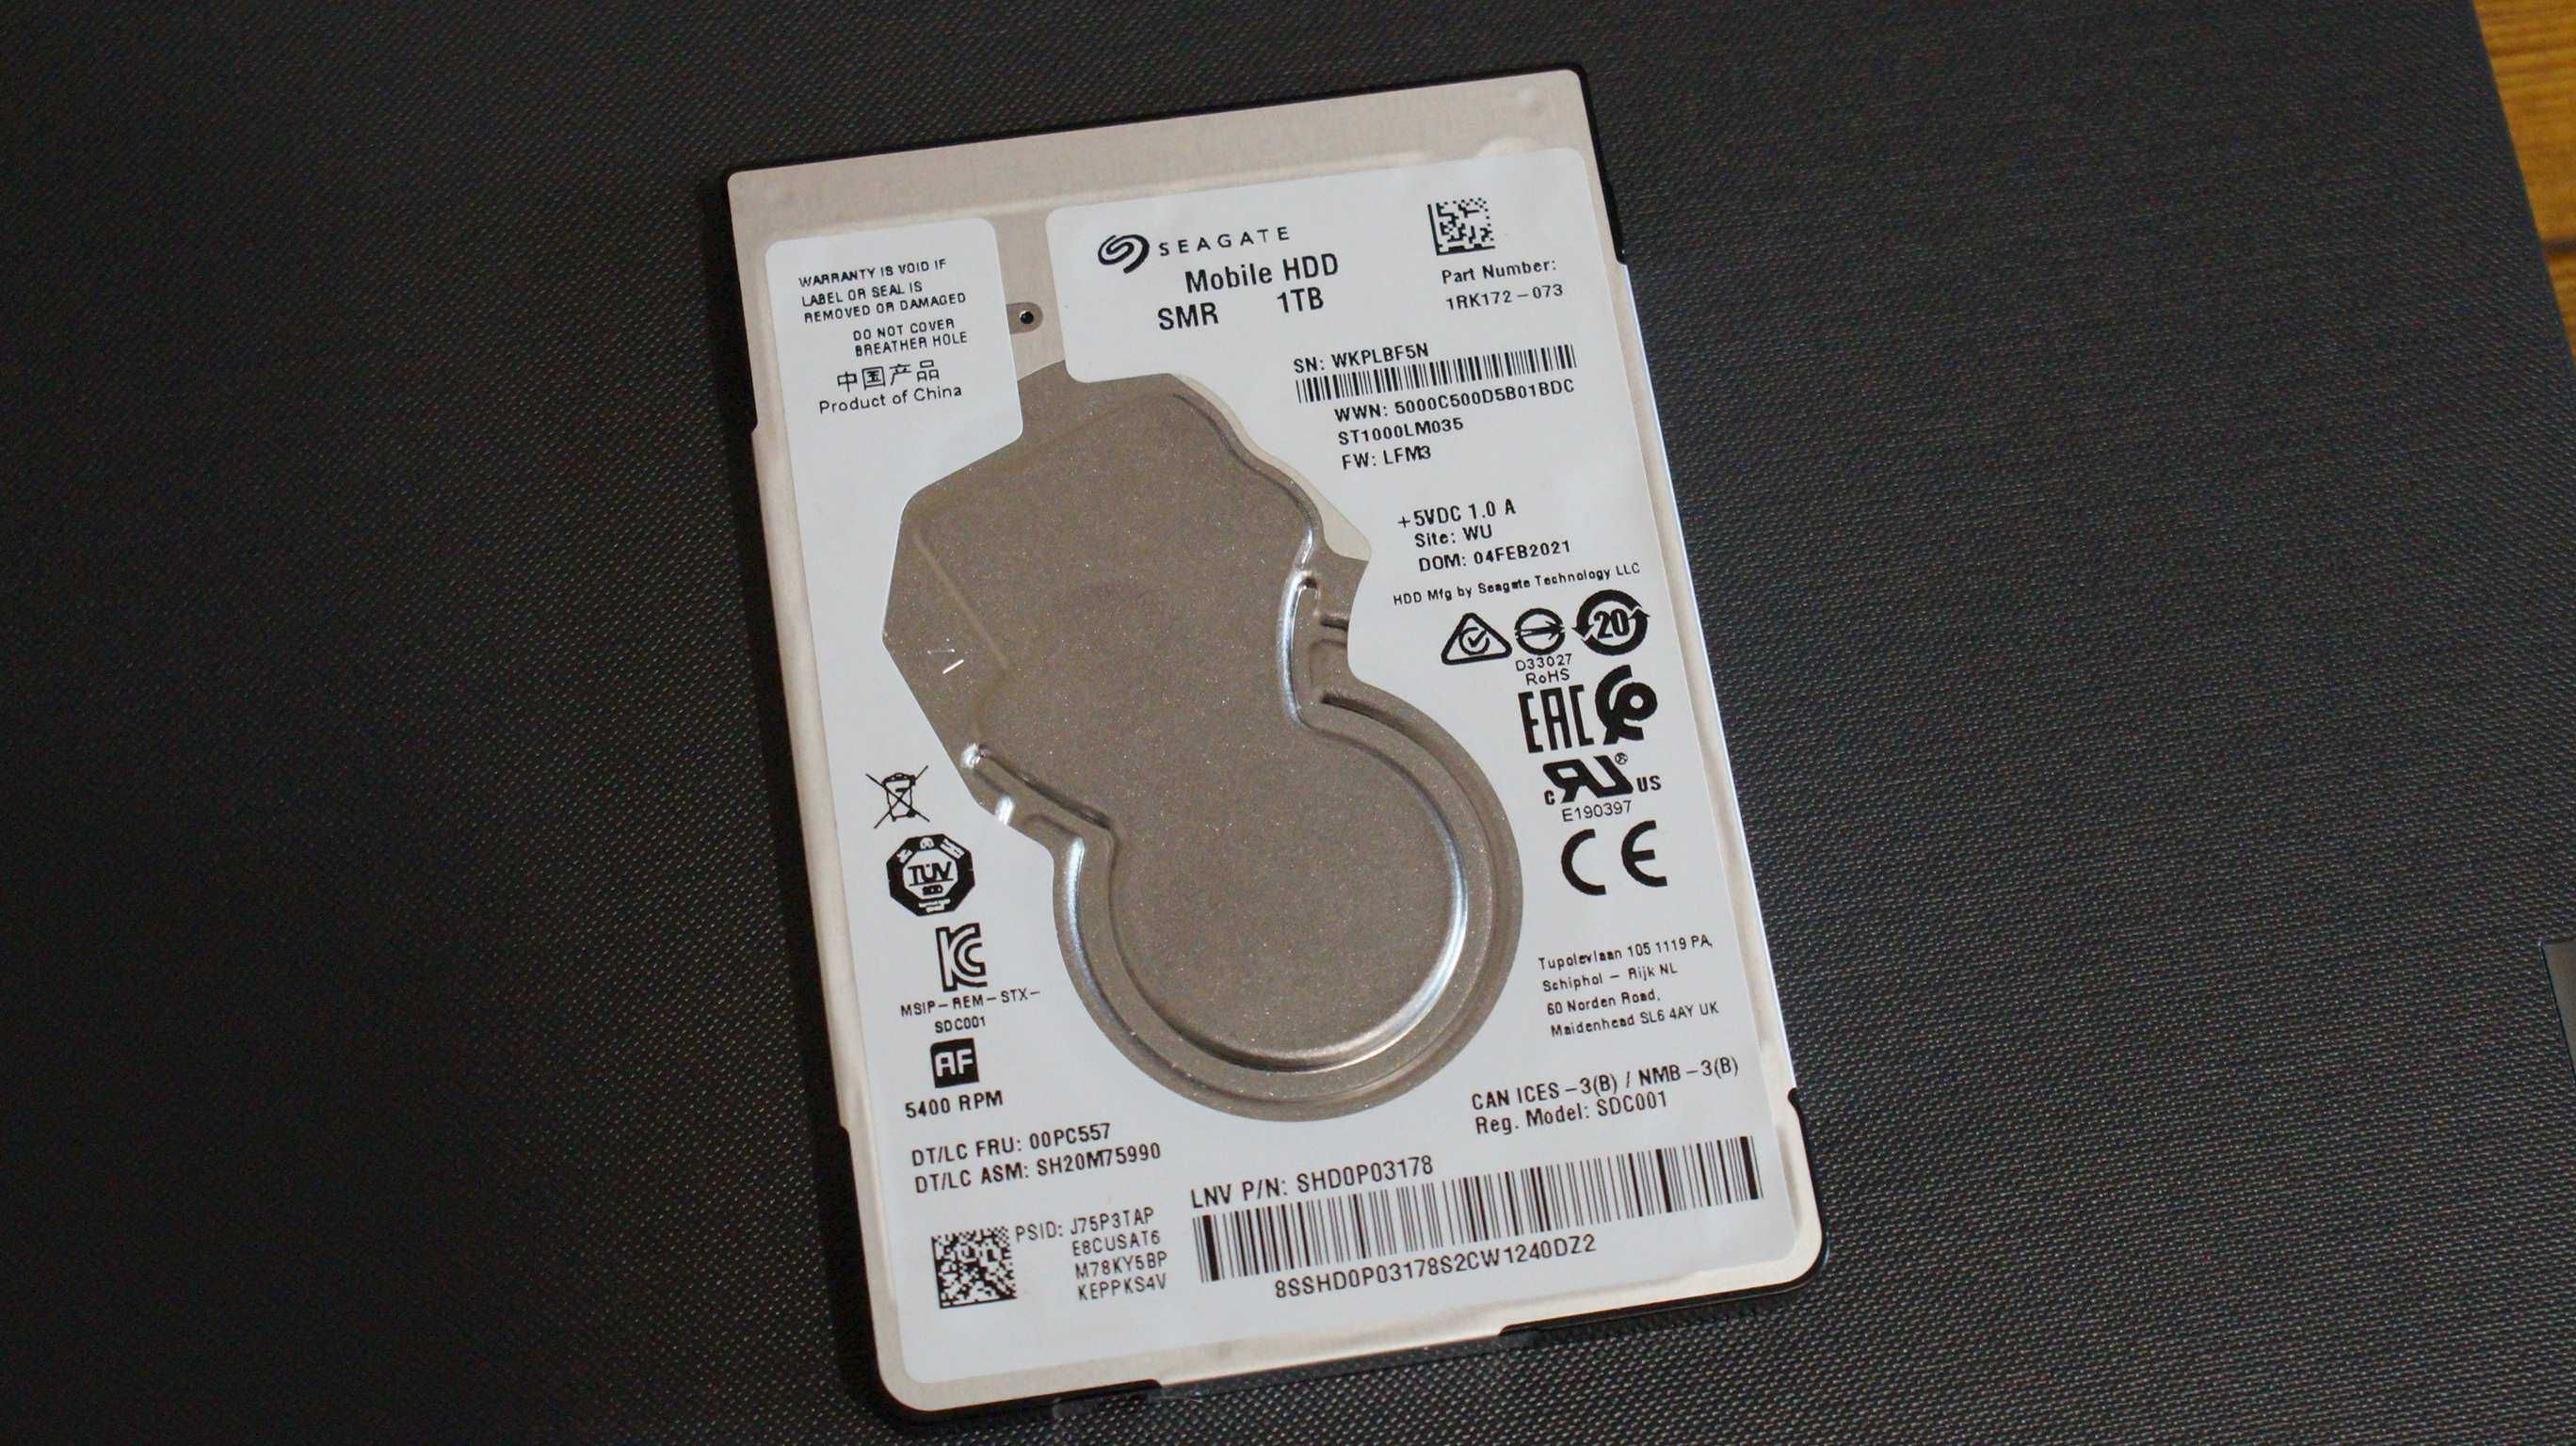 WARRANTY IS VOID IF
LABEL OR SEAL IS
REMOVED OR DAMAGED
DO NOT COVER
BREATHER HOLE
中国产品
Product of China
SEAGATE
Mobile HDD
SMR 1TB
Part Number:
1RK172-073
SN: WKPLBF5N
WWN: 5000C500D5B01BDC
ST1000LM035
FW: LFM3
+5VDC 1.0 A
Site: WU
DOM: 04FEB2021
HDD Mfg by Seagate Technology LLC
20
D33027
RoHS
EAC
c RU ® US
E190397
CE
TÜV
SÜD
KC
MSIP-REM-STX-
SDC001
AF
5400 RPM
Tupolevlaan 105 1119 PA,
Schiphol - Rijk NL
60 Norden Road,
Maidenhead SL6 4AY UK
CAN ICES-3(B) / NMB-3(B)
Reg. Model: SDC001
DT/LC FRU: 00PC557
DT/LC ASM: SH20M75990
LNV P/N: SHD0P03178
PSID: J75P3TAP
E8CUSAT6
M78KY5BP
KEPPKS4V
8SSHD0P03178S2CW1240DZ2